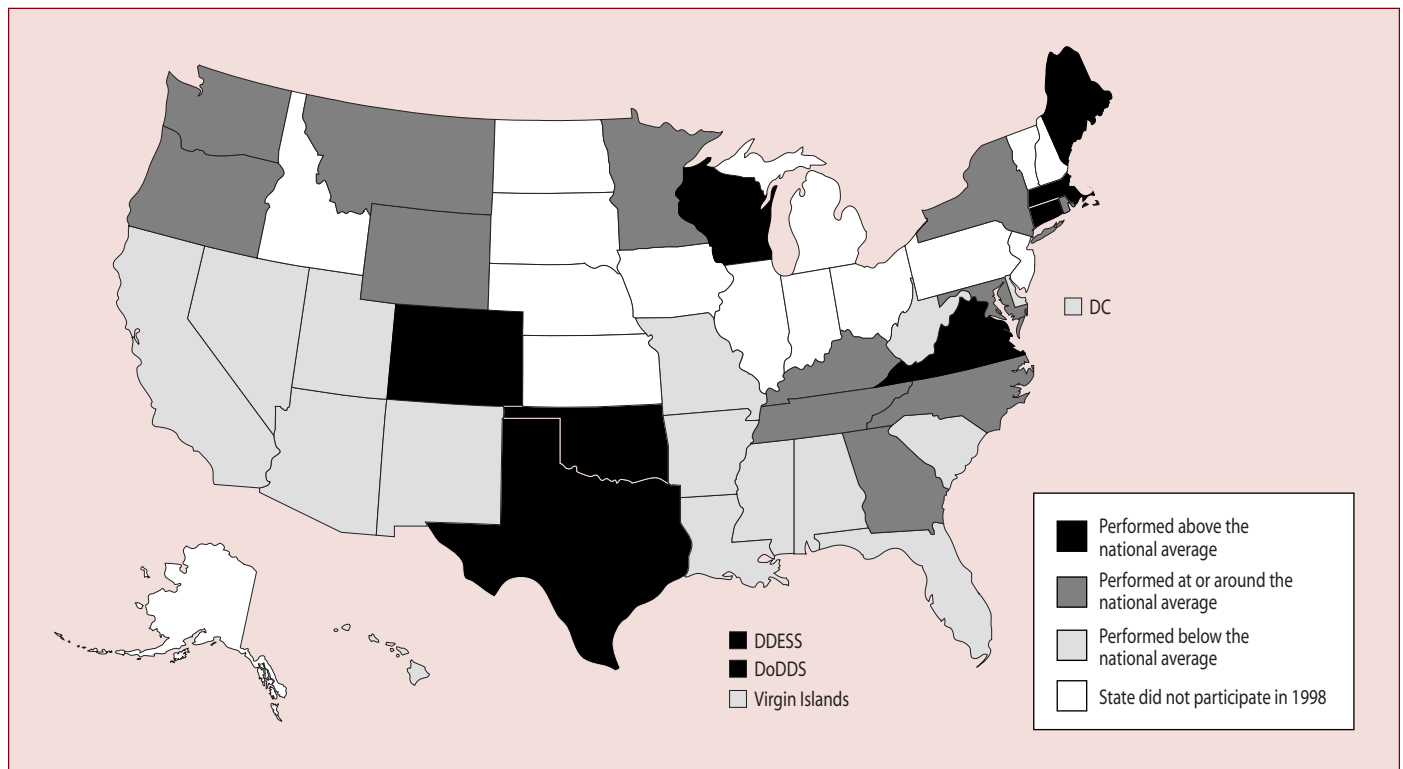 DC
DDESS
DoDDS
Virgin Islands
Performed above the
national average
Performed at or around the
national average
Performed below the
national average
State did not participate in 1998